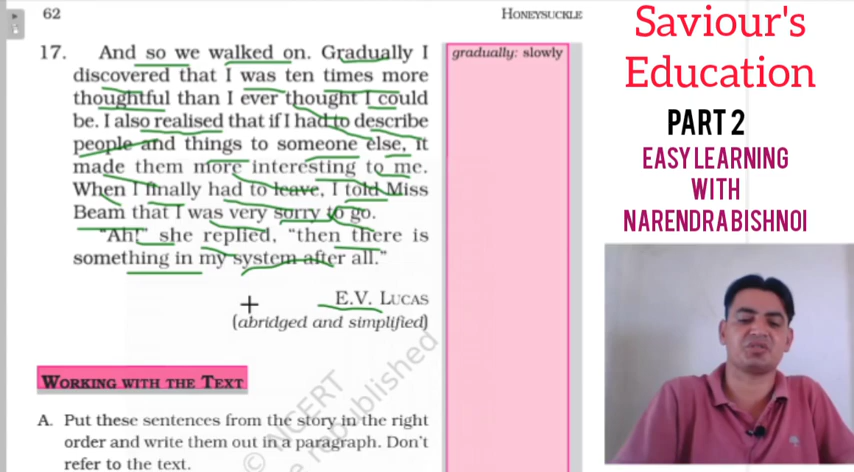 62
HONEYSUCKLE
17. And so we walked on. Gradually I
discovered that I was ten times more
thoughtful than I ever thought I could
be. I also realised that if I had to describe
people and things to someone else, it
made them more interesting to me.
When I finally had to leave, I told Miss
Beam that I was very sorry to go.
"Ah!" she replied, "then there is
something in my system after all."
E.V. LUCAS
(abridged and simplified)
gradually: slowly
WORKING WITH THE TEXT
A. Put these sentences from the story in the right
order and write them out in a paragraph. Don't
refer to the text.
© NCERT
republished
Saviour's
Education
PART 2
EASY LEARNING
WITH
NARENDRA BISHNOI